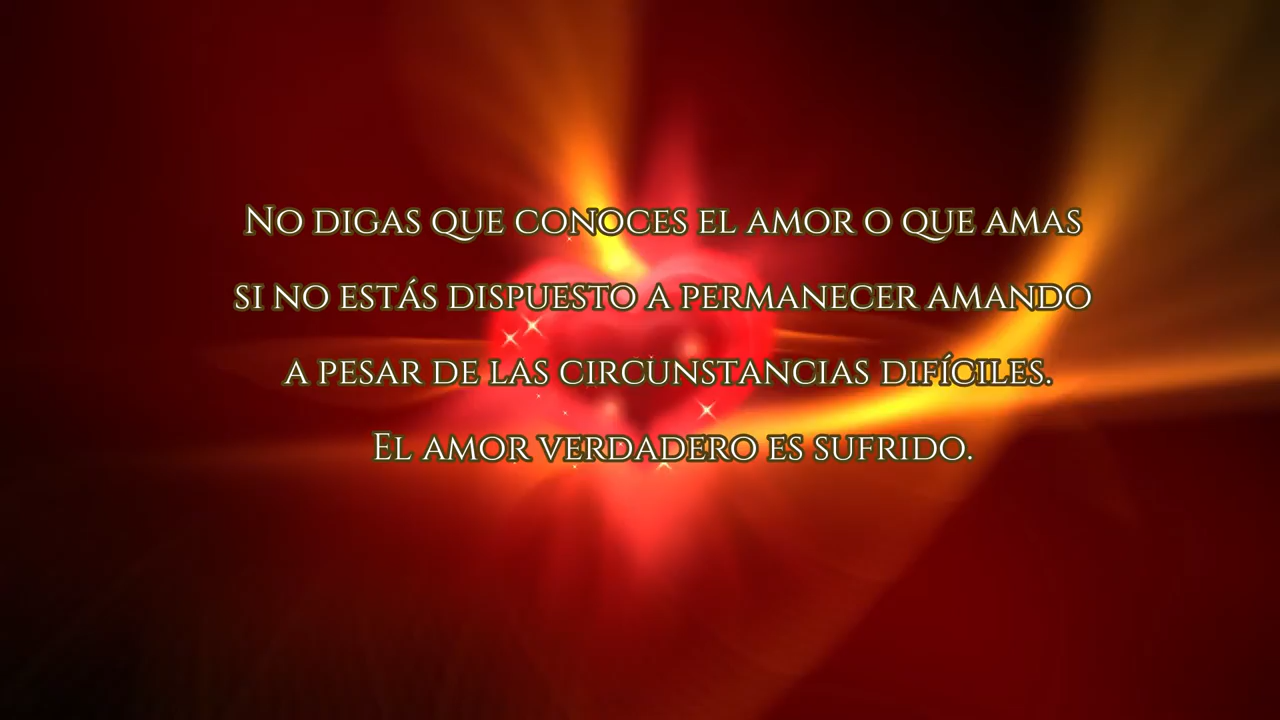 No digas que conoces el amor o que amas
si no estás dispuesto a permanecer amando
a pesar de las circunstancias difíciles.
El amor verdadero es sufrido.